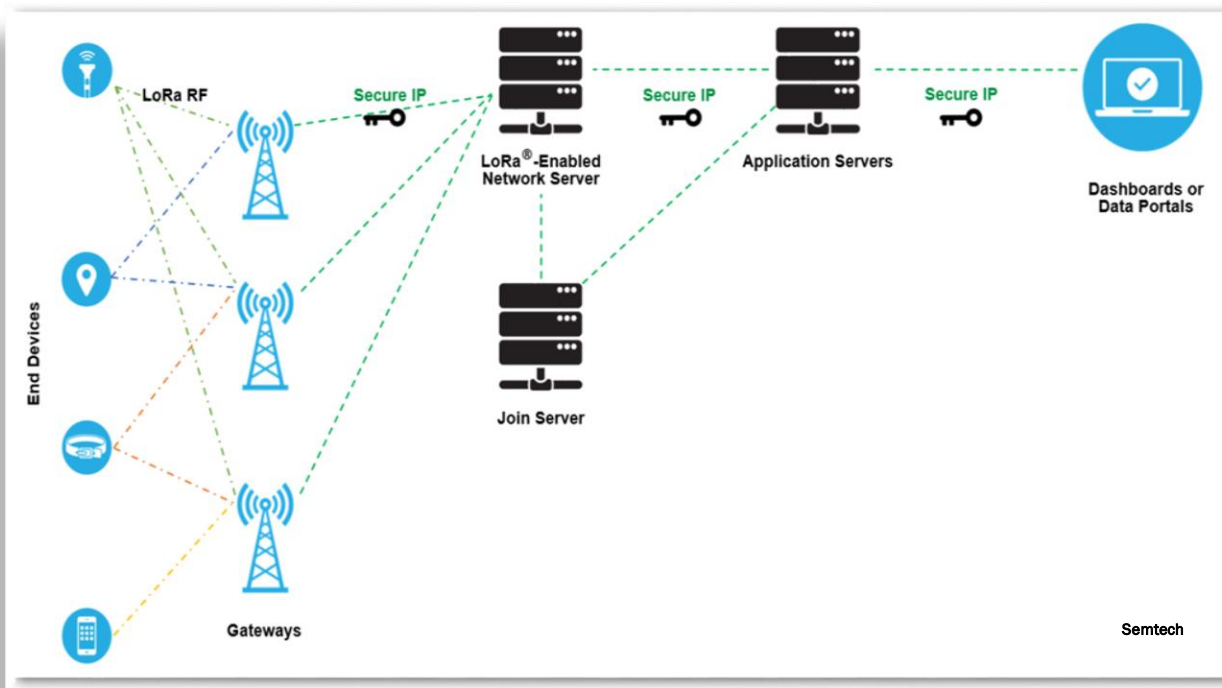 LoRa RF
Secure IP
Secure IP
Secure IP
LoRa®-Enabled
Network Server
Application Servers
Dashboards or
Data Portals
End Devices
Join Server
Gateways
Semtech